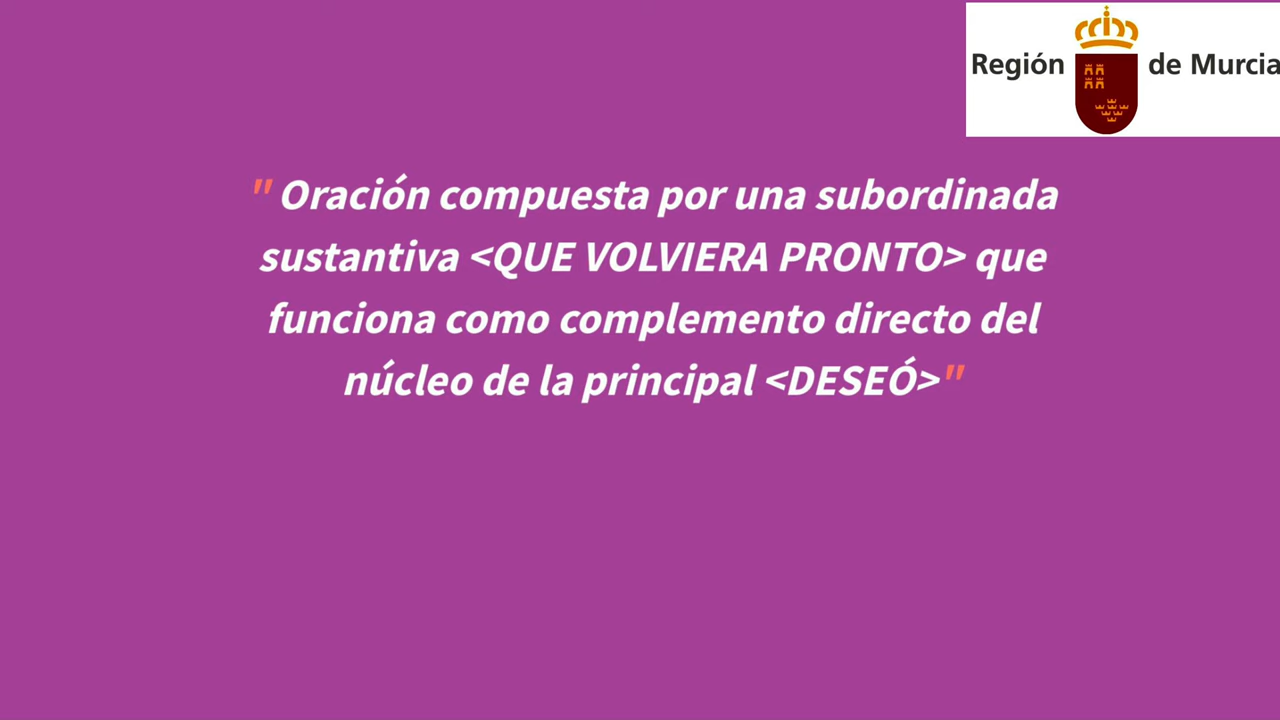 Región de Murcia
" Oración compuesta por una subordinada
sustantiva <QUE VOLVIERA PRONTO> que
funciona como complemento directo del
núcleo de la principal <DESEÓ>"